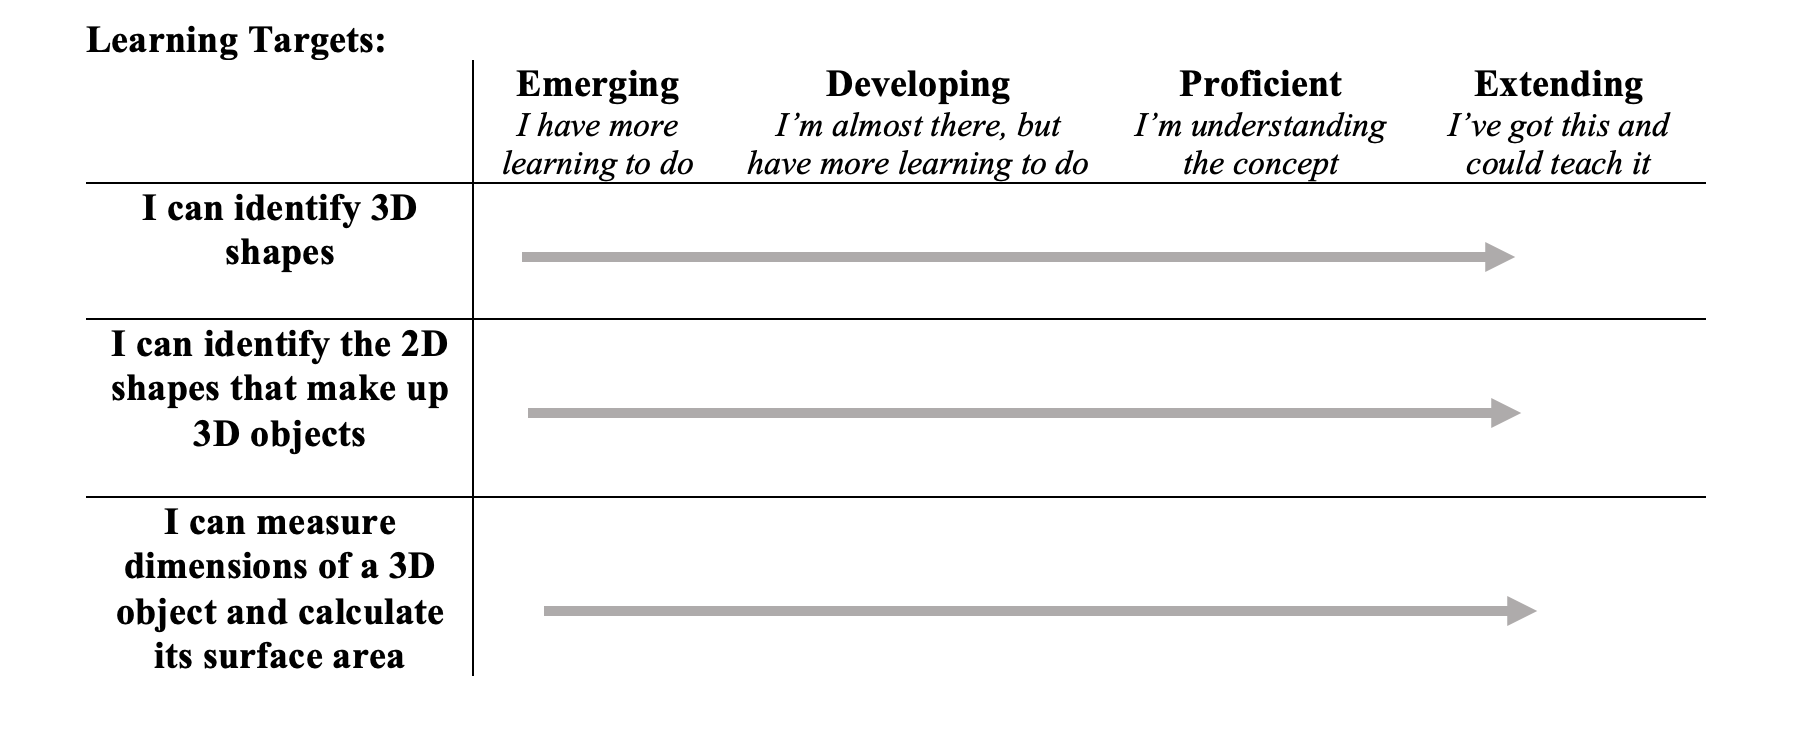 Learning Targets:
Emerging
I have more
learning to do
Developing
I'm almost there, but
have more learning to do
Proficient
I'm understanding
the concept
Extending
I've got this and
could teach it
I can identify 3D
shapes
I can identify the 2D
shapes that make up
3D objects
I can measure
dimensions of a 3D
object and calculate
its surface area